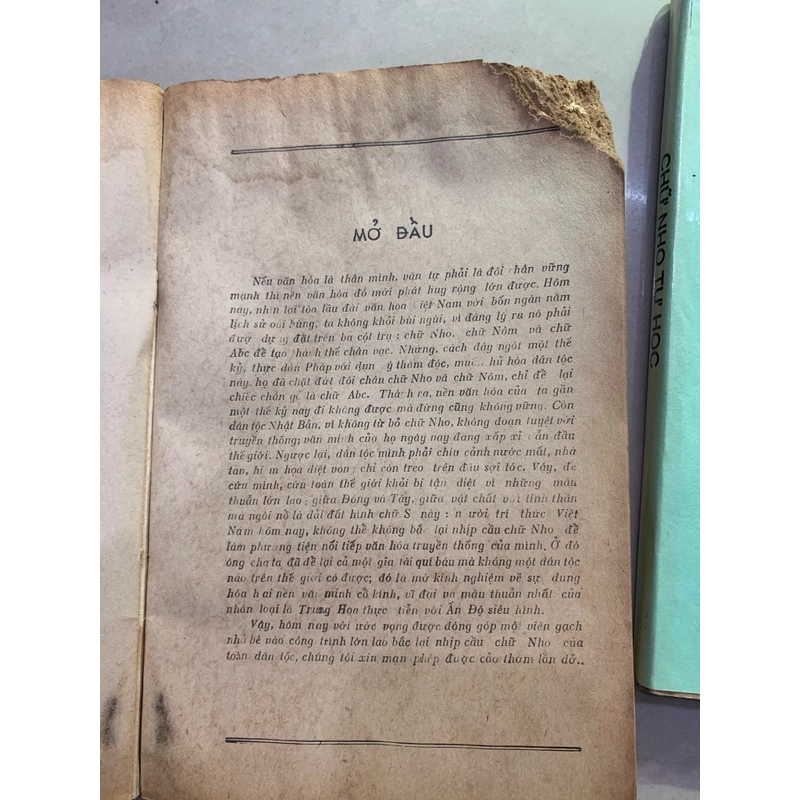 MỞ ĐẦU
Nếu văn hóa là thân mình, văn tự phải là đôi chân vững
mạnh thì nền văn hóa đó mới phát huy rộng lớn được. Hôm
nay, nhìn lại tòa lâu đài văn hóa Việt Nam với bốn ngàn năm
lịch sử oai hùng, ta không khỏi bùi ngùi, vì đáng lý ra nó phải
được dựng đặt trên ba cột trụ : chữ Nho, chữ Nôm và chữ
Abc để tạo thành thế chân vạc. Nhưng, cách đây ngót một thế
kỷ, thực dân Pháp với dụng ý thâm độc, muốn hủ hóa dân tộc
này, họ đã chặt đứt đôi chân chữ Nho và chữ Nôm, chỉ để lại
chiếc chân gỗ là chữ Abc. Thành ra, nền văn hóa của ta gần
một thế kỷ nay đi không được mà đứng cũng không vững. Còn
dân tộc Nhật Bản, vì không từ bỏ chữ Nho, không đoạn tuyệt với
truyền thống; văn minh của họ ngày nay đang xấp xỉ dẫn đầu
thế giới. Ngược lại, dân tộc mình phải chịu cảnh nước mất, nhà
tan, hiểm họa diệt vong chỉ còn treo trên đầu sợi tóc. Vậy, để
cứu mình, cứu toàn thế giới khỏi bị tận diệt vì những mâu
thuẫn lớn lao : giữa Đông và Tây, giữa vật chất với tinh thần
mà ngòi nổ là dải đất hình chữ S này : người trí thức Việt
Nam hôm nay, không thể không bắc lại nhịp cầu chữ Nho để
làm phương tiện nối tiếp văn hóa truyền thống của mình. Ở đó
ông cha ta đã để lại cả một gia tài quí báu mà không một dân tộc
nào trên thế giới có được; đó là mớ kinh nghiệm về sự dung
hóa hai nền văn minh cổ kính, vĩ đại và mâu thuẫn nhất của
nhân loại là Trung Hoa thực tiễn với Ấn Độ siêu hình.
Vậy, hôm nay với ước vọng được đóng góp một viên gạch
nhỏ bé vào công trình lớn lao bắc lại nhịp cầu chữ Nho của
toàn dân tộc, chúng tôi xin mạn phép được cáo thơm lần dở..
CHỮ NHO TỰ HỌC